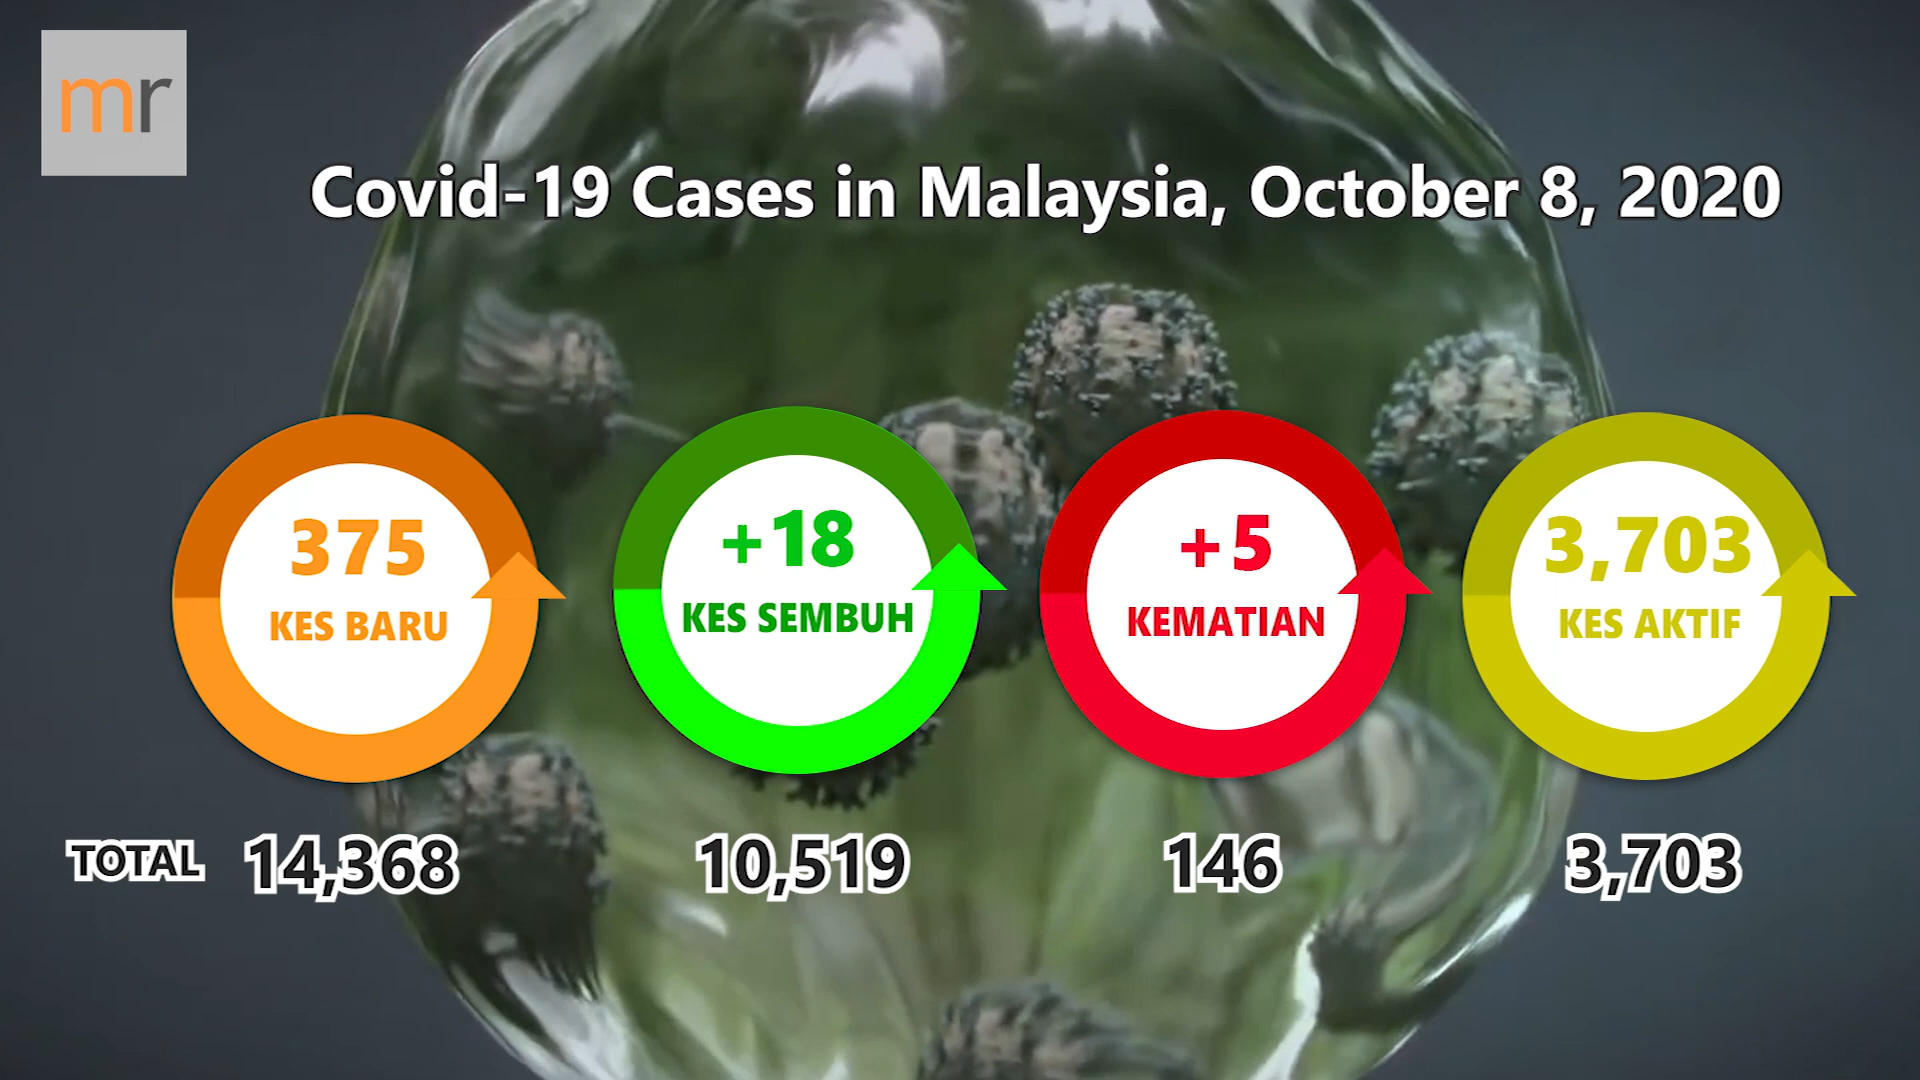 mr
Covid-19 Cases in Malaysia, October 8, 2020
375
KES BARU
+18
KES SEMBUH
+5
KEMATIAN
3,703
KES AKTIF
TOTAL 14,368 10,519 146 3,703